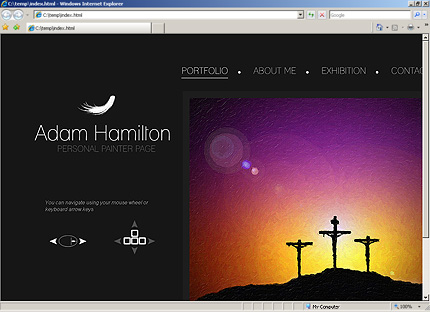 C:\temp\index.html - Windows Internet Explorer
C:\temp\index.html
Google
C:\temp\index.html
PORTFOLIO • ABOUT ME • EXHIBITION • CONTAC
Adam Hamilton
PERSONAL PAINTER PAGE
You can navigate using your mouse wheel or
keyboard arrow keys
My Computer
100%